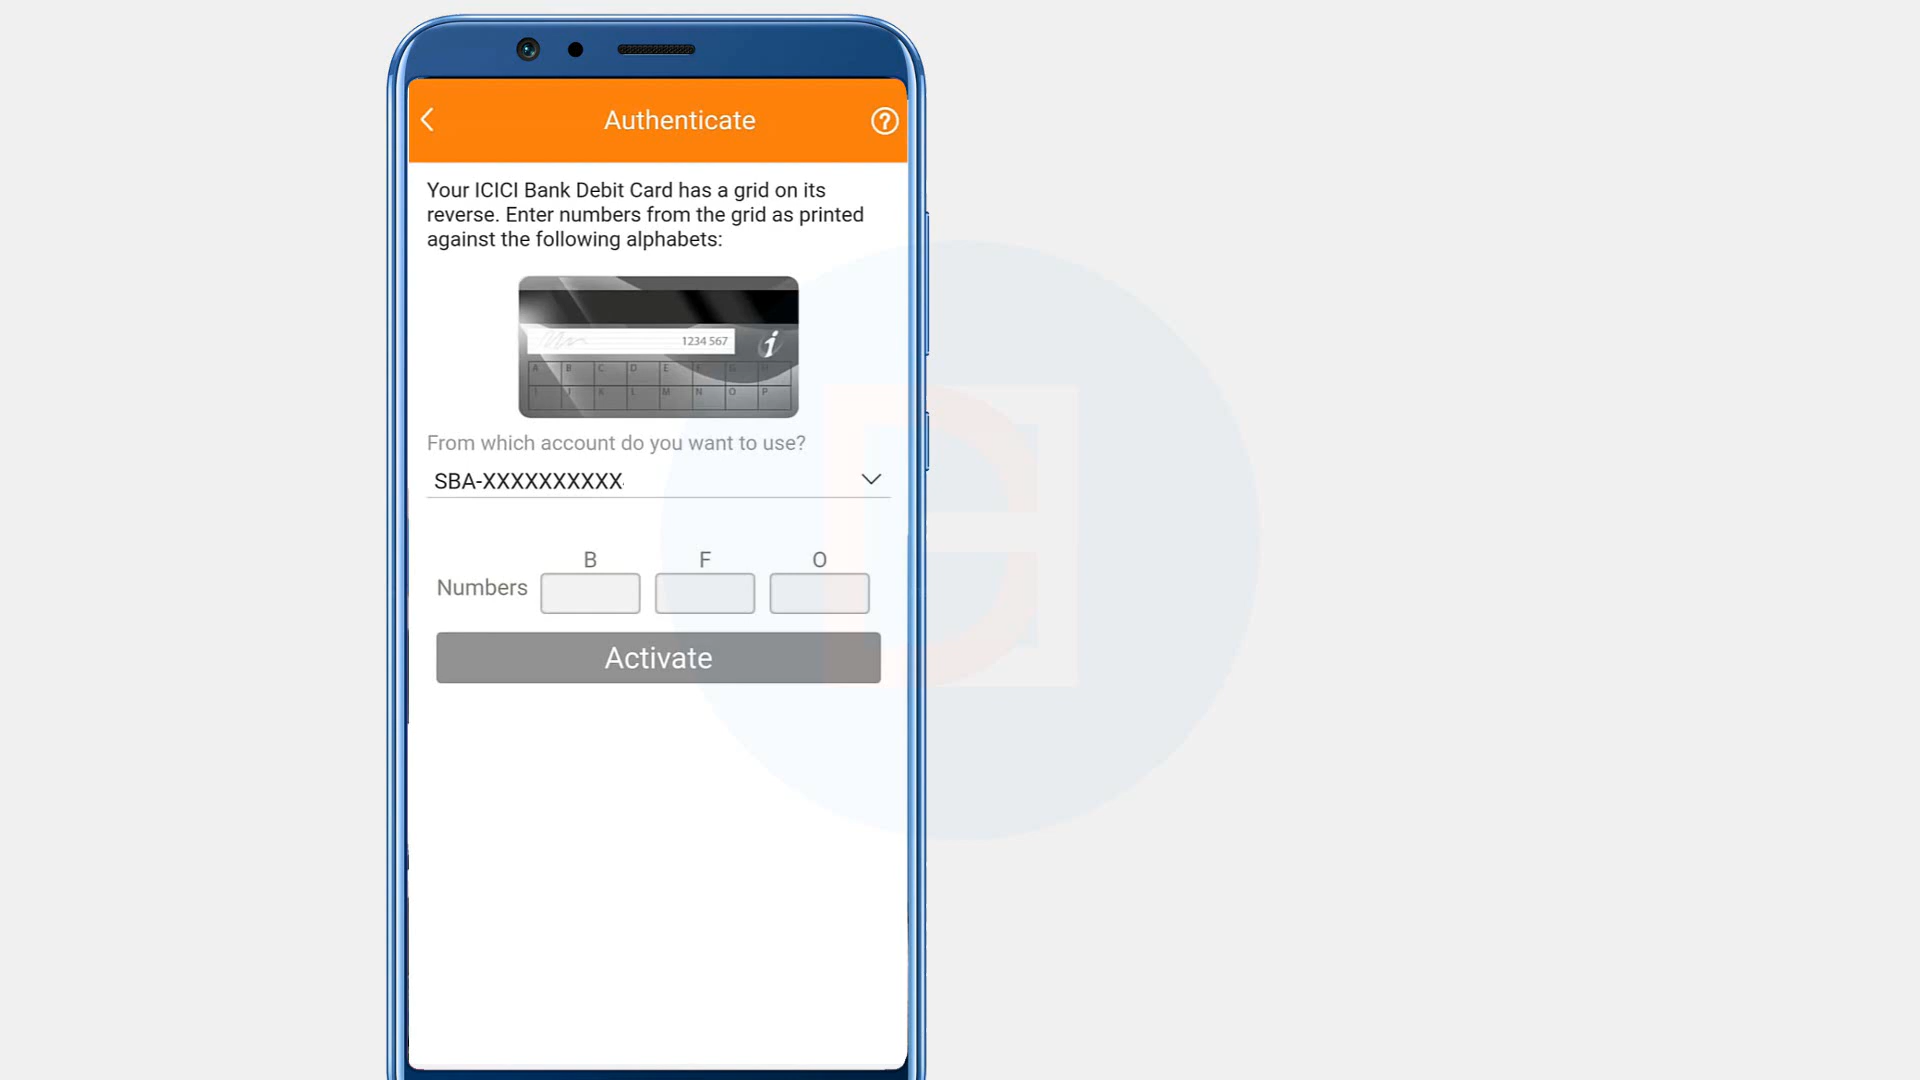 Authenticate
Your ICICI Bank Debit Card has a grid on its
reverse. Enter numbers from the grid as printed
against the following alphabets:
1234 567
i
A B C D E F G H
I J K L M N O P
From which account do you want to use?
SBA-XXXXXXXXXX
B F O
Numbers
Activate